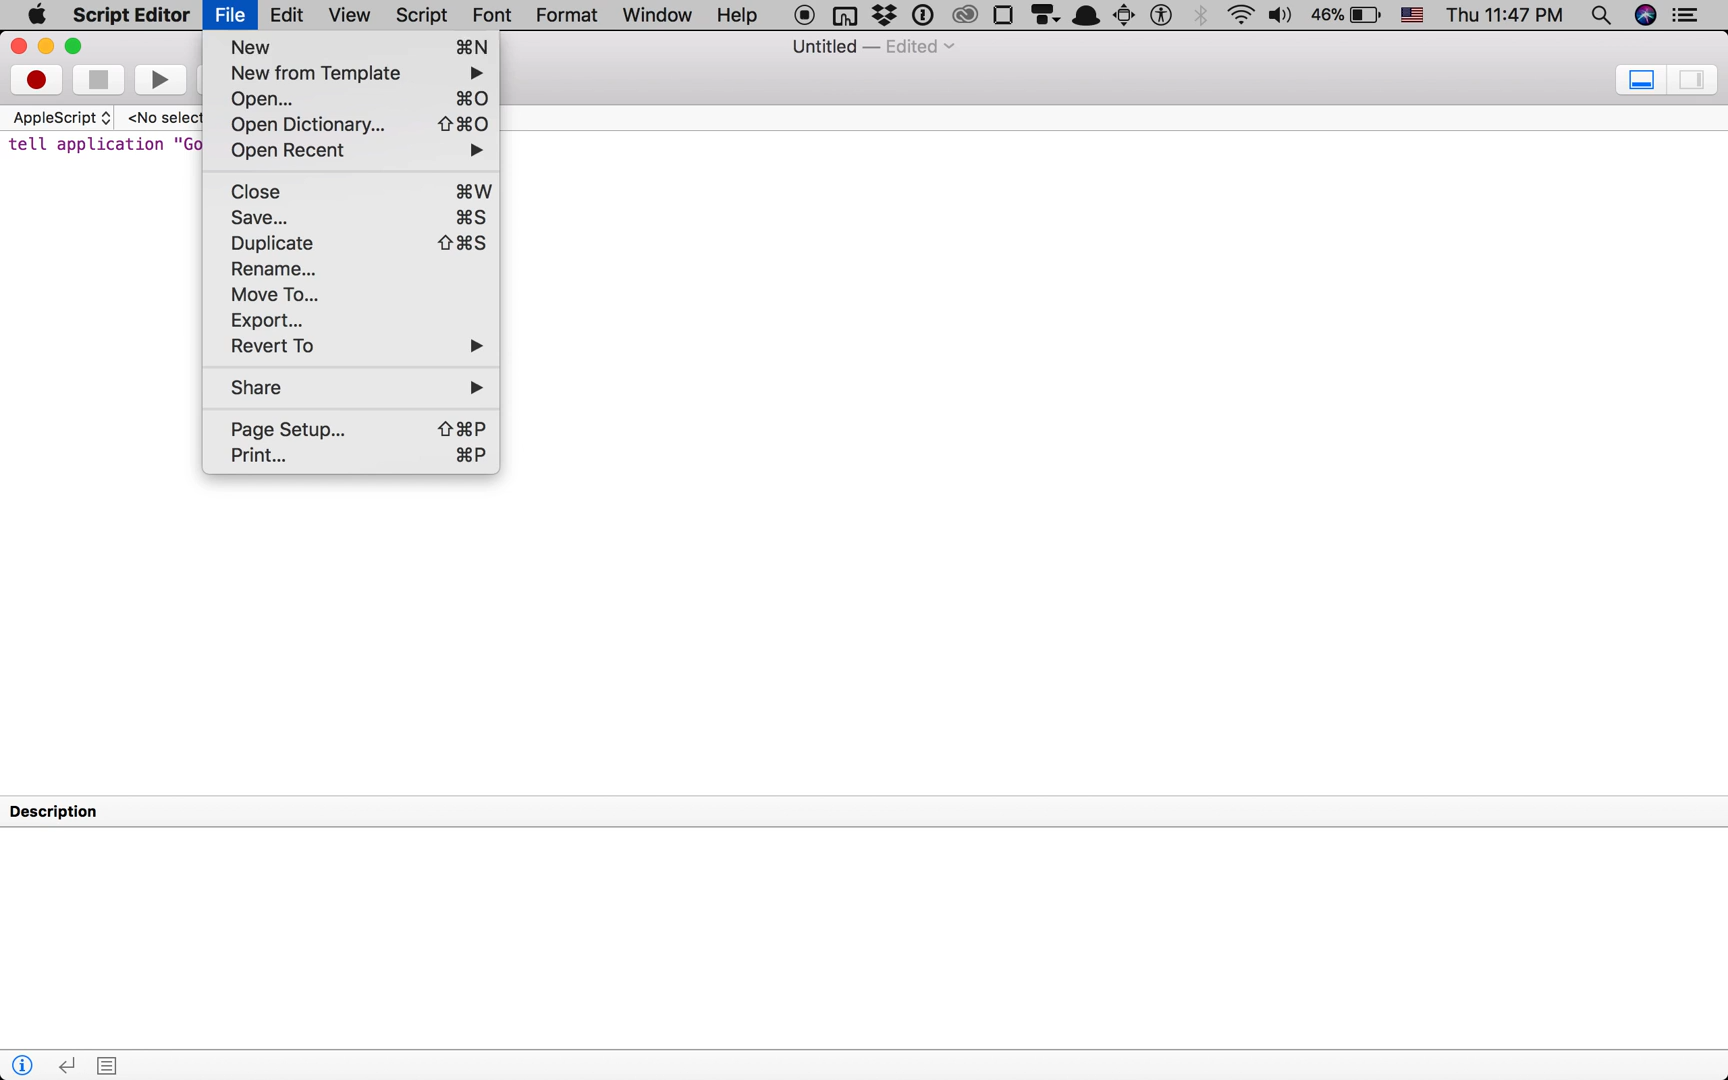 Script Editor File Edit View Script Font Format Window Help 46% Thu 11:47 PM
Untitled — Edited
New ⌘N
New from Template ▶
Open... ⌘O
Open Dictionary... ⇧⌘O
Open Recent ▶
Close ⌘W
Save... ⌘S
Duplicate ⇧⌘S
Rename...
Move To...
Export...
Revert To ▶
Share ▶
Page Setup... ⇧⌘P
Print... ⌘P
AppleScript <No select
tell application "Go
Description